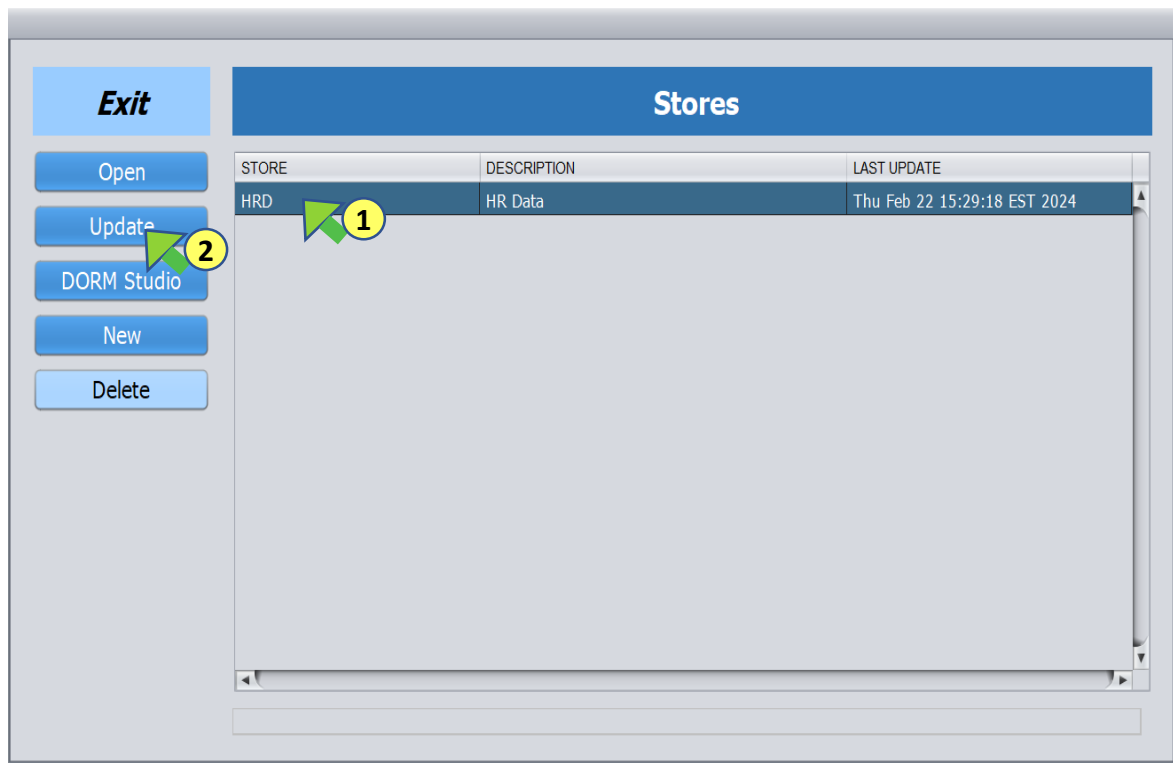 Exit
Stores
Open
Update
DORM Studio
New
Delete
STORE DESCRIPTION LAST UPDATE
HRD HR Data Thu Feb 22 15:29:18 EST 2024
1
2